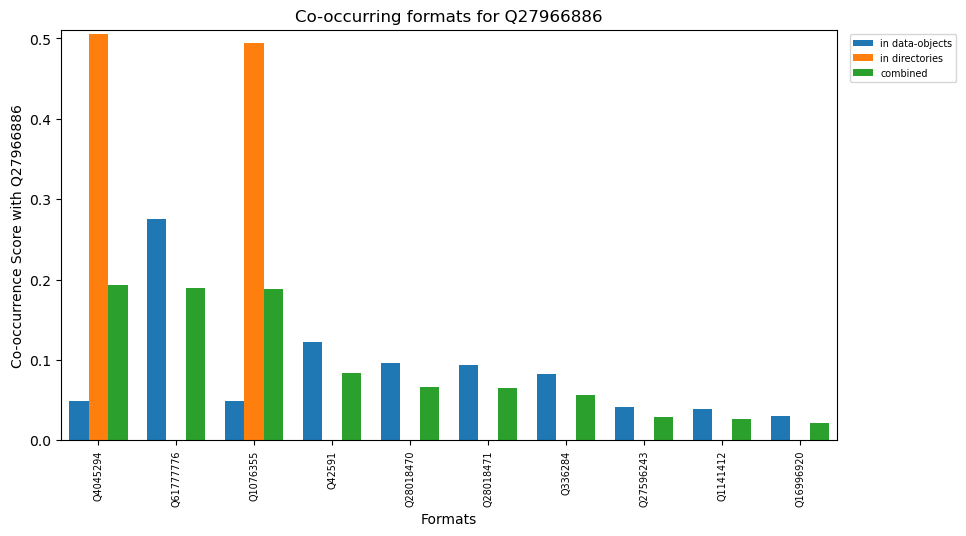 Co-occurring formats for Q27966886
in data-objects
in directories
combined
Co-occurrence Score with Q27966886
0.5
0.4
0.3
0.2
0.1
0.0
Q4045294
Q61777776
Q1076355
Q42591
Q28018470
Q28018471
Q336284
Q27596243
Q1141412
Q16996920
Formats